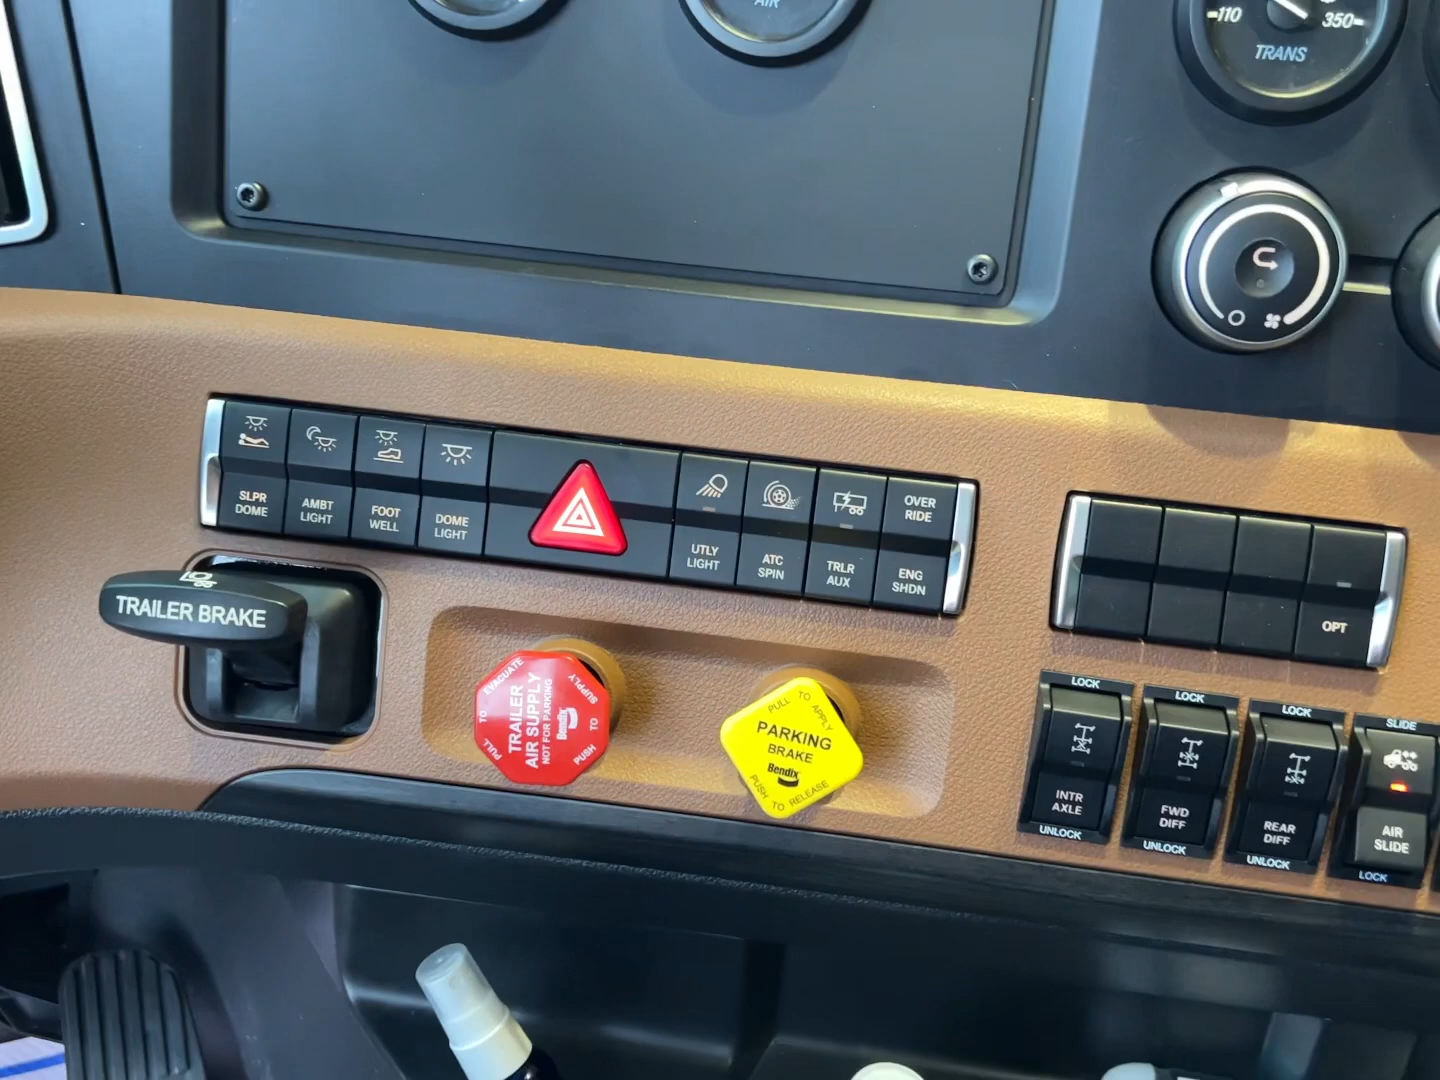 AIR
110
350
TRANS
SLPR
DOME
AMBT
LIGHT
FOOT
WELL
DOME
LIGHT
UTLY
LIGHT
ATC
SPIN
TRLR
AUX
OVER
RIDE
ENG
SHDN
OPT
TRAILER BRAKE
PULL TO EVACUATE
TRAILER
AIR SUPPLY
NOT FOR PARKING
Bendix
PUSH TO SUPPLY
PULL TO APPLY
PARKING
BRAKE
Bendix
PUSH TO RELEASE
LOCK
INTR
AXLE
UNLOCK
LOCK
FWD
DIFF
UNLOCK
LOCK
REAR
DIFF
UNLOCK
SLIDE
AIR
SLIDE
LOCK